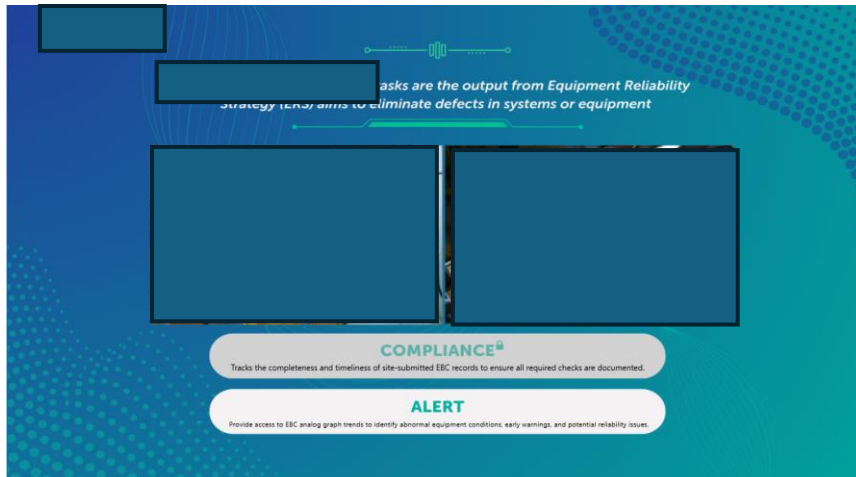 asks are the output from Equipment Reliability
Strategy (ERS) aims to eliminate defects in systems or equipment
COMPLIANCE
Tracks the completeness and timeliness of site-submitted EBC records to ensure all required checks are documented.
ALERT
Provide access to EBC analog graph trends to identify abnormal equipment conditions, early warnings, and potential reliability issues.